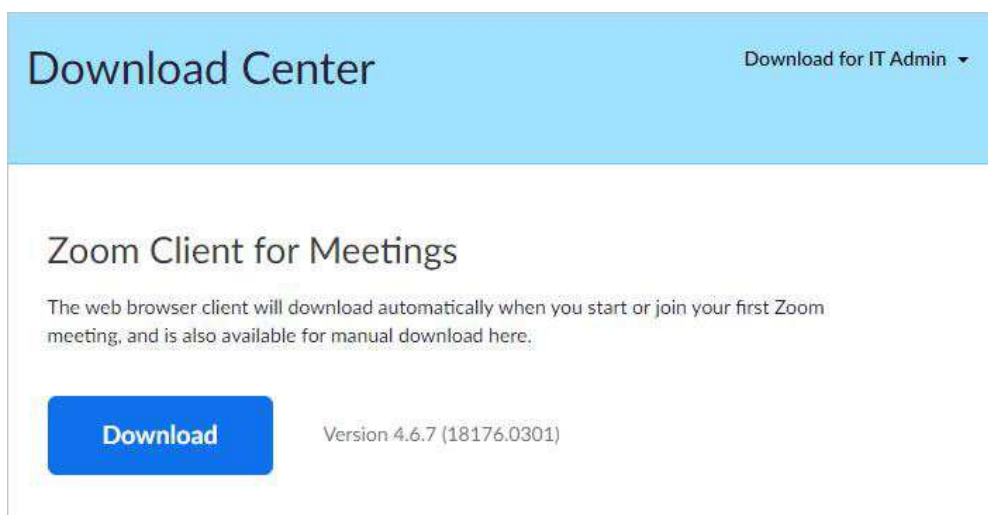 Download Center
Download for IT Admin
Zoom Client for Meetings
The web browser client will download automatically when you start or join your first Zoom
meeting, and is also available for manual download here.
Download
Version 4.6.7 (18176.0301)